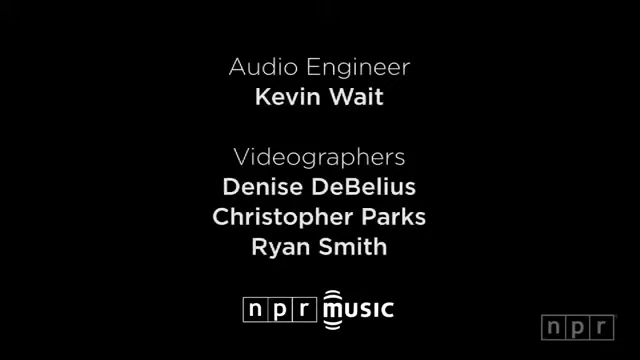 Audio Engineer
Kevin Wait
Videographers
Denise DeBelius
Christopher Parks
Ryan Smith
npr MUSIC
npr